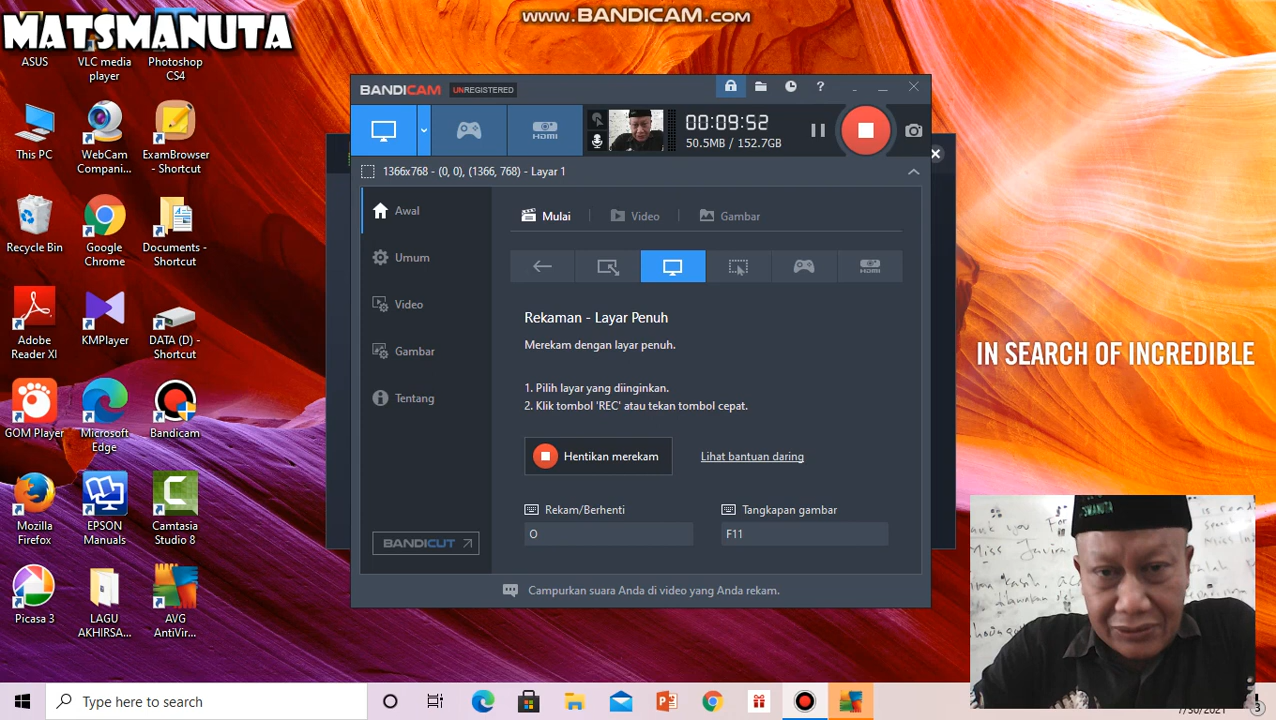 MATSMANUTA
www.BANDICAM.com
ASUS
VLC media player
Photoshop CS4
This PC
WebCam Compani...
ExamBrowser - Shortcut
Recycle Bin
Google Chrome
Documents - Shortcut
Adobe Reader XI
KMPlayer
DATA (D) - Shortcut
GOM Player
Microsoft Edge
Bandicam
Mozilla Firefox
EPSON Manuals
Camtasia Studio 8
Picasa 3
LAGU AKHIRSA...
AVG AntiVir...
BANDICAM UNREGISTERED
HDMI
00:09:52
50.5MB / 152.7GB
1366x768 - (0, 0), (1366, 768) - Layar 1
Awal
Umum
Video
Gambar
Tentang
BANDICUT
Mulai
Video
Gambar
HDMI
Rekaman - Layar Penuh
Merekam dengan layar penuh.
1. Pilih layar yang diinginkan.
2. Klik tombol 'REC' atau tekan tombol cepat.
Hentikan merekam
Lihat bantuan daring
Rekam/Berhenti
Tangkapan gambar
O
F11
Campurkan suara Anda di video yang Anda rekam.
IN SEARCH OF INCREDIBLE
Type here to search
7/30/2021
3